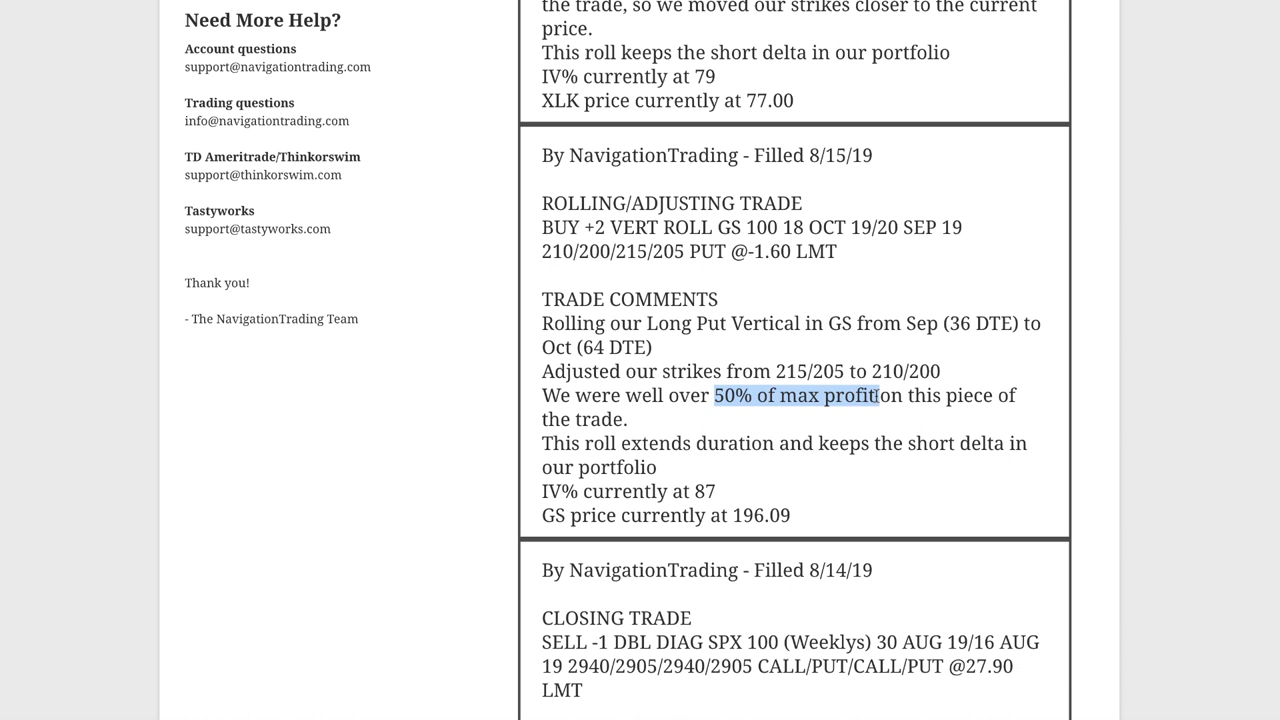 Need More Help?
Account questions
support@navigationtrading.com
Trading questions
info@navigationtrading.com
TD Ameritrade/Thinkorswim
support@thinkorswim.com
Tastyworks
support@tastyworks.com
Thank you!
- The NavigationTrading Team
the trade, so we moved our strikes closer to the current
price.
This roll keeps the short delta in our portfolio
IV% currently at 79
XLK price currently at 77.00
By NavigationTrading - Filled 8/15/19
ROLLING/ADJUSTING TRADE
BUY +2 VERT ROLL GS 100 18 OCT 19/20 SEP 19
210/200/215/205 PUT @-1.60 LMT
TRADE COMMENTS
Rolling our Long Put Vertical in GS from Sep (36 DTE) to
Oct (64 DTE)
Adjusted our strikes from 215/205 to 210/200
We were well over 50% of max profit on this piece of
the trade.
This roll extends duration and keeps the short delta in
our portfolio
IV% currently at 87
GS price currently at 196.09
By NavigationTrading - Filled 8/14/19
CLOSING TRADE
SELL -1 DBL DIAG SPX 100 (Weeklys) 30 AUG 19/16 AUG
19 2940/2905/2940/2905 CALL/PUT/CALL/PUT @27.90
LMT